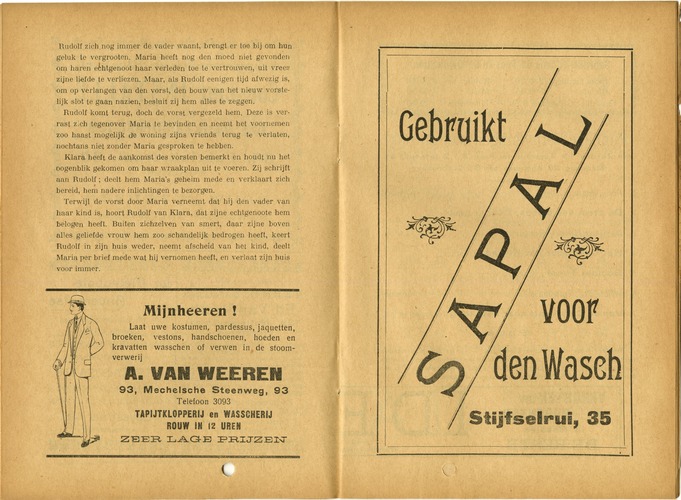 Rudolf zich nog immer de vader waant, brengt er toe bij om hun
geluk te vergrooten. Maria heeft nog den moed niet gevonden
om haren echtgenoot haar verleden toe te vertrouwen, uit vrees
zijne liefde te verliezen. Maar, als Rudolf eenigen tijd afwezig is,
om op verlangen van den vorst, den bouw van het nieuw vorste-
lijk slot te gaan nazien, besluit zij hem alles te zeggen.
Rudolf komt terug, doch de vorst vergezeld hem. Deze is ver-
rast zich tegenover Maria te bevinden en neemt het voornemen
zoo haast mogelijk de woning zijns vriends terug te verlaten,
nochtans niet zonder Maria gesproken te hebben.
Klara heeft de aankomst des vorsten bemerkt en houdt nu het
oogenblik gekomen om haar wraakplan uit te voeren. Zij schrijft
aan Rudolf; deelt hem Maria's geheim mede en verklaart zich
bereid, hem nadere inlichtingen te bezorgen.
Terwijl de vorst door Maria verneemt dat hij den vader van
haar kind is, hoort Rudolf van Klara, dat zijne echtgenoote hem
belogen heeft. Buiten zichzelven van smert, daar zijne boven
alles geliefde vrouw hem zoo schandelijk bedrogen heeft, keert
Rudolf in zijn huis weder, neemt afscheid van het kind, deelt
Maria per brief mede wat hij vernomen heeft, en verlaat zijn huis
voor immer.
Mijnheeren !
Laat uwe kostumen, pardessus, jaquetten,
broeken, vestons, handschoenen, hoeden en
kravatten wasschen of verwen in de stoom-
ververij
A. VAN WEEREN
93, Mechelsche Steenweg, 93
Telefoon 3093
TAPIJTKLOPPERIJ en WASSCHERIJ
ROUW IN 12 UREN
ZEER LAGE PRIJZEN
Gebruikt
SAPAL
voor
den Wasch
Stijfselrui, 35